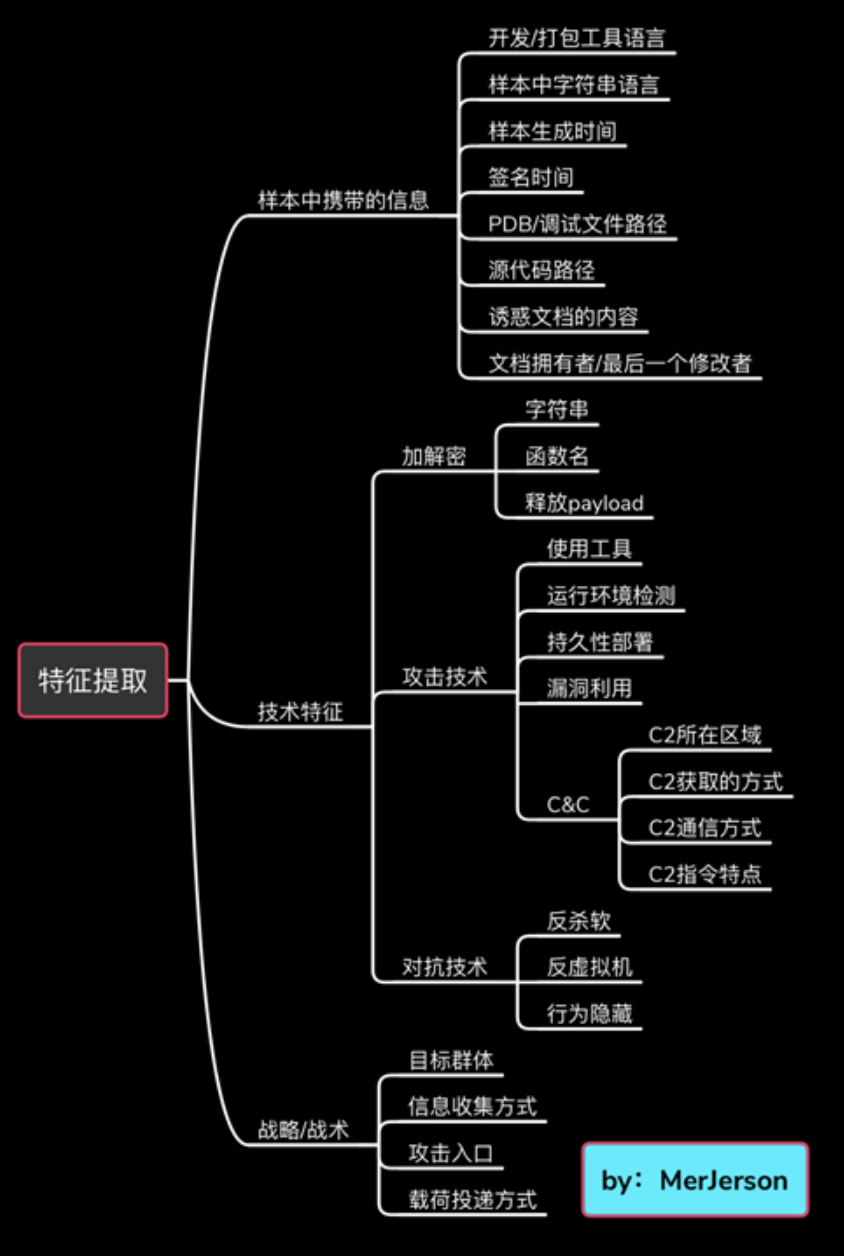 开发/打包工具语言
样本中字符串语言
样本生成时间
签名时间
样本中携带的信息
PDB/调试文件路径
源代码路径
诱惑文档的内容
文档拥有者/最后一个修改者
字符串
加解密
函数名
释放payload
使用工具
运行环境检测
持久性部署
特征提取
攻击技术
漏洞利用
技术特征
C2所在区域
C2获取的方式
C&C
C2通信方式
C2指令特点
反杀软
对抗技术
反虚拟机
行为隐藏
目标群体
信息收集方式
战略/战术
攻击入口
载荷投递方式
by：MerJerson